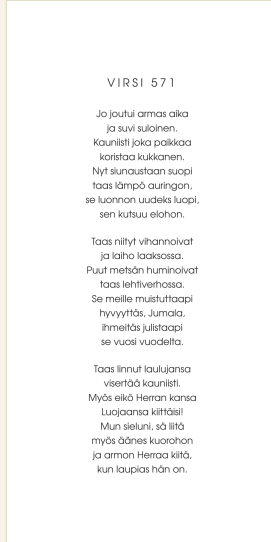 VIRSI 571
Jo joutui armas aika
ja suvi suloinen.
Kauniisti joka paikkaa
koristaa kukkanen.
Nyt siunaustaan suopi
taas lämpö auringon,
se luonnon uudeks luopi,
sen kutsuu elohon.
Taas niityt vihannoivat
ja laiho laaksossa.
Puut metsän huminoivat
taas lehtiverhossa.
Se meille muistuttaapi
hyvyyttäs, Jumala,
ihmeitäs julistaapi
se vuosi vuodelta.
Taas linnut laulujansa
visertää kauniisti.
Myös eikö Herran kansa
Luojaansa kiittäisi!
Mun sieluni, sä liitä
myös äänes kuorohon
ja armon Herraa kiitä,
kun laupias hän on.